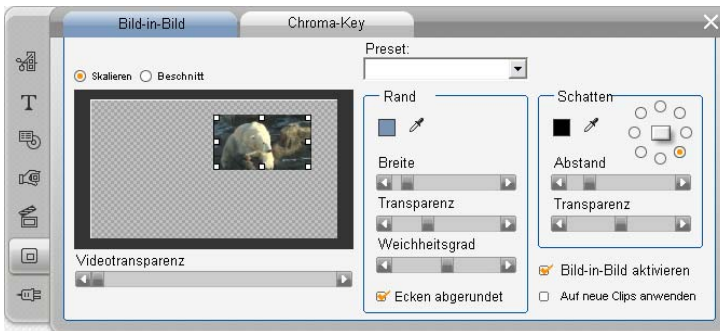 Bild-in-Bild
Chroma-Key
Preset:
Skalieren
Beschnitt
Rand
Schatten
T
Breite
Abstand
Transparenz
Transparenz
Weichheitsgrad
Videotransparenz
Ecken abgerundet
Bild-in-Bild aktivieren
Auf neue Clips anwenden